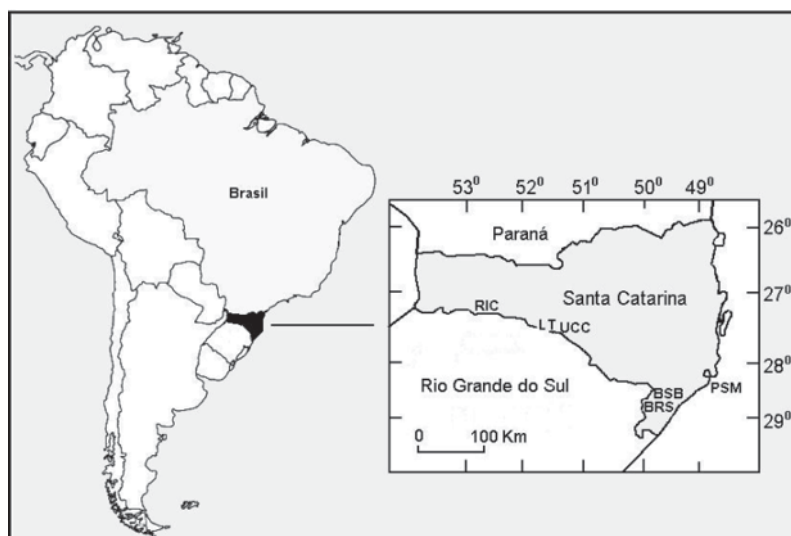 Brasil
53⁰ 52⁰ 51⁰ 50⁰ 49⁰
Paraná
26⁰
Santa Catarina
27⁰
RIC
LT UCC
28⁰
Rio Grande do Sul
BSB PSM
BRS
29⁰
0 100 Km